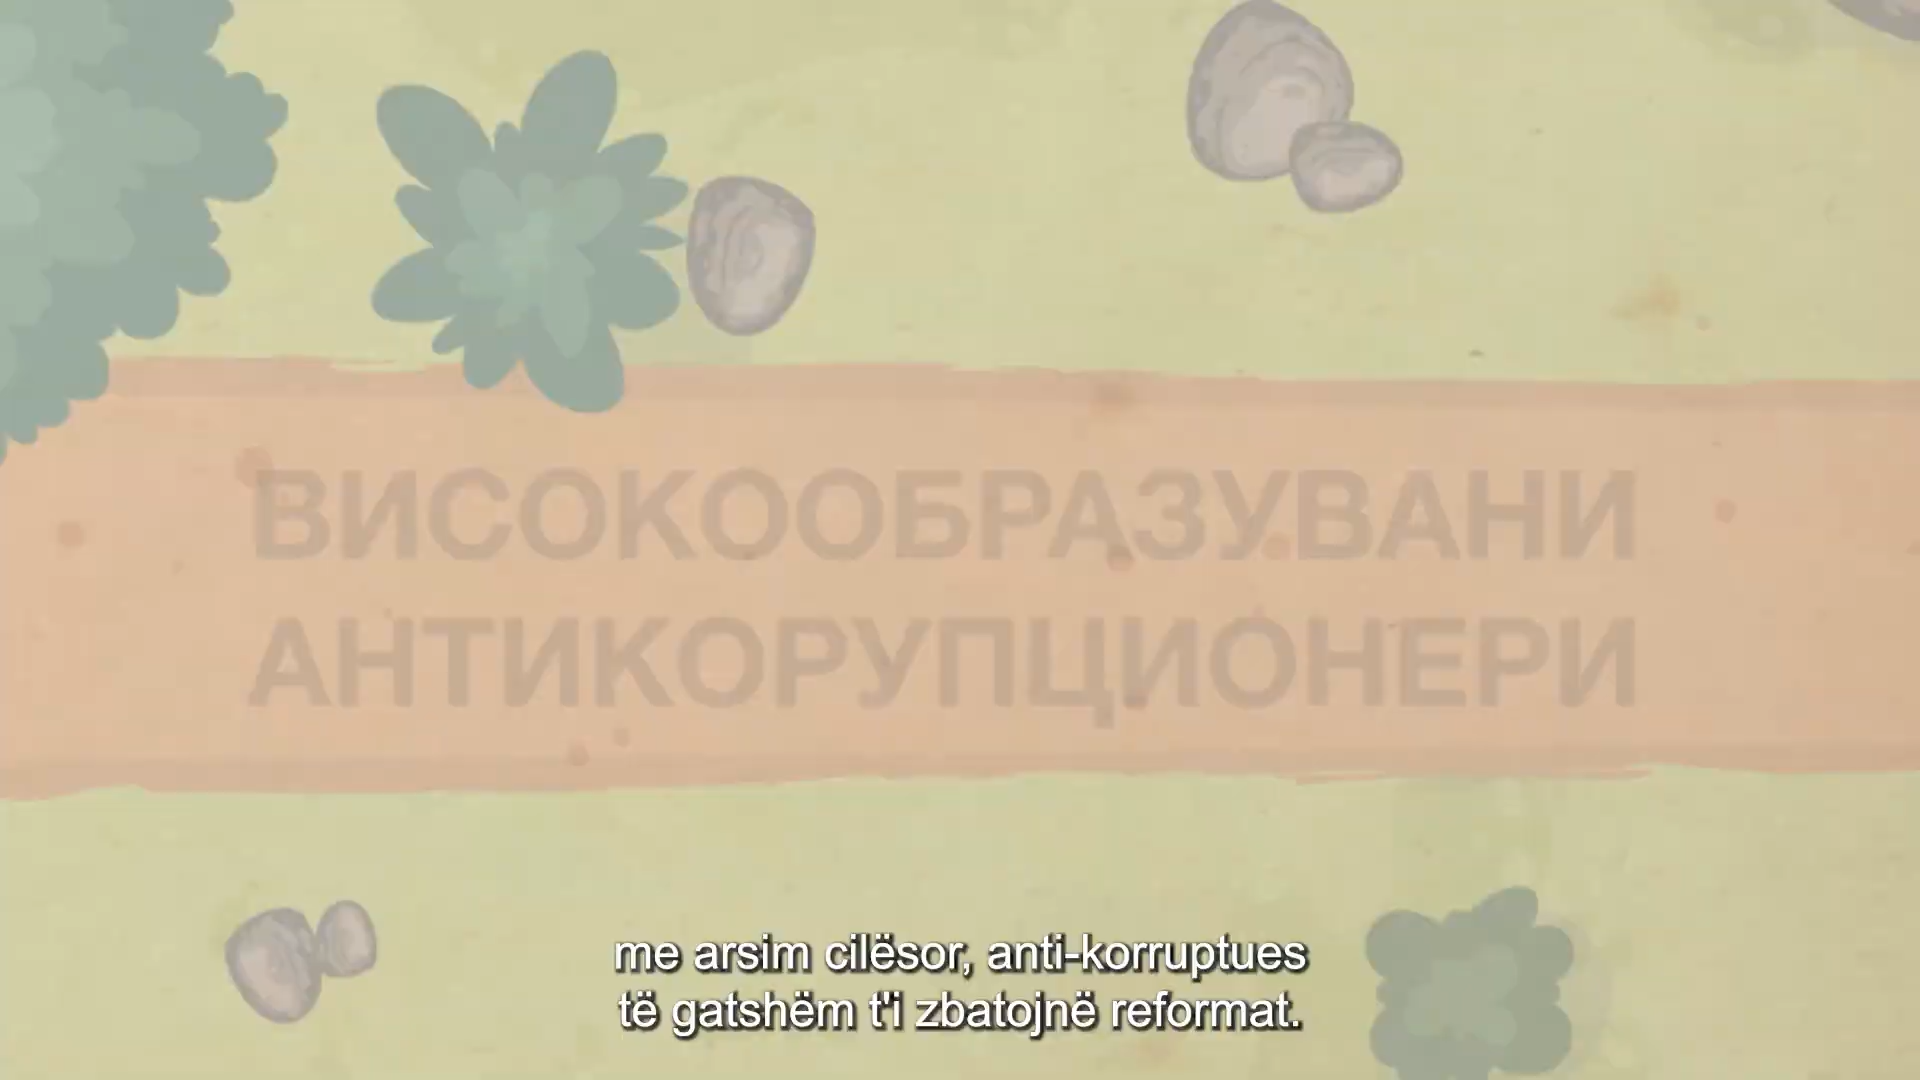 ВИСОКООБРАЗУВАНИ
АНТИКОРУПЦИОНЕРИ
me arsim cilësor, anti-korruptues
të gatshëm t'i zbatojnë reformat.